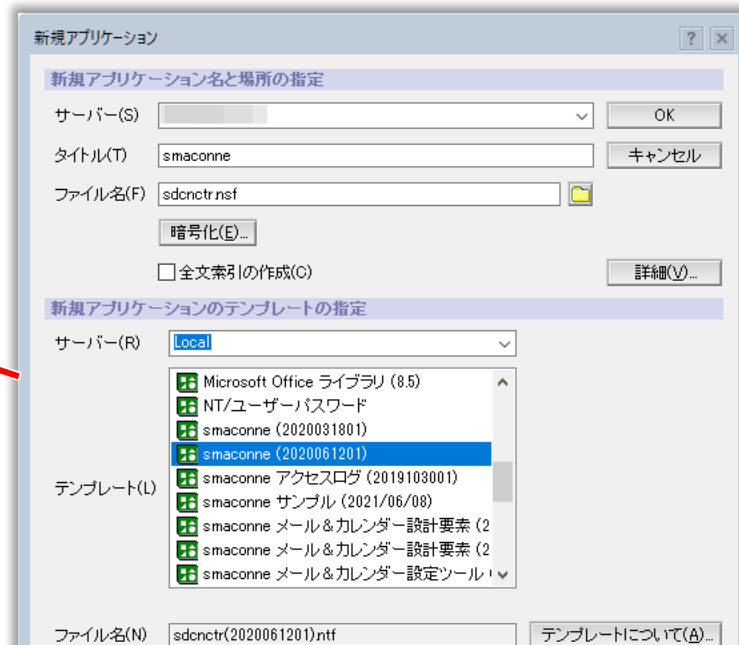 新規アプリケーション
新規アプリケーション名と場所の指定
サーバー(S)
OK
タイトル(T) smaconne
キャンセル
ファイル名(F) sdcnctr.nsf
暗号化(E)...
全文索引の作成(C)
詳細(V)...
新規アプリケーションのテンプレートの指定
サーバー(R) Local
テンプレート(L)
Microsoft Office ライブラリ (8.5)
NT/ユーザーパスワード
smaconne (2020031801)
smaconne (2020061201)
smaconne アクセスログ (2019103001)
smaconne サンプル (2021/06/08)
smaconne メール＆カレンダー設計要素 (2
smaconne メール＆カレンダー設計要素 (2
smaconne メール＆カレンダー設定ツール
ファイル名(N) sdcnctr(2020061201).ntf
テンプレートについて(A)...